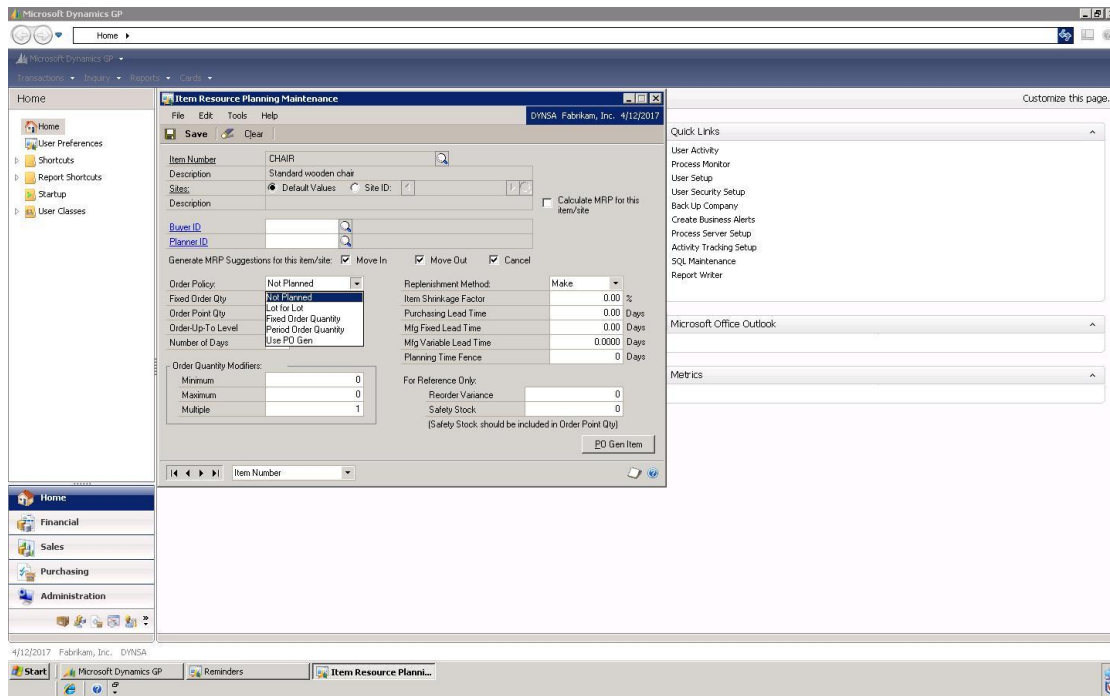 Microsoft Dynamics GP
Home
Microsoft Dynamics GP
Transactions Inquiry Reports Cards
Home
Customize this page.
Home
User Preferences
Shortcuts
Report Shortcuts
Startup
User Classes
Item Resource Planning Maintenance
File Edit Tools Help
DYNSA Fabrikam, Inc. 4/12/2017
Save Clear
Item Number CHAIR
Description Standard wooden chair
Sites: Default Values Site ID:
Description
Calculate MRP for this
item/site
Buyer ID
Planner ID
Generate MRP Suggestions for this item/site: Move In Move Out Cancel
Order Policy: Not Planned
Fixed Order Qty
Order Point Qty
Order-Up-To Level
Number of Days
Not Planned
Lot for Lot
Fixed Order Quantity
Period Order Quantity
Use PO Gen
Replenishment Method: Make
Item Shrinkage Factor 0.00 %
Purchasing Lead Time 0.00 Days
Mfg Fixed Lead Time 0.00 Days
Mfg Variable Lead Time 0.0000 Days
Planning Time Fence 0 Days
Order Quantity Modifiers:
Minimum 0
Maximum 0
Multiple 1
For Reference Only:
Reorder Variance 0
Safety Stock 0
(Safety Stock should be included in Order Point Qty)
PO Gen Item
Item Number
Quick Links
User Activity
Process Monitor
User Setup
User Security Setup
Back Up Company
Create Business Alerts
Process Server Setup
Activity Tracking Setup
SQL Maintenance
Report Writer
Microsoft Office Outlook
Metrics
Home
Financial
Sales
Purchasing
Administration
4/12/2017 Fabrikam, Inc. DYNSA
Start Microsoft Dynamics GP Reminders Item Resource Planni...